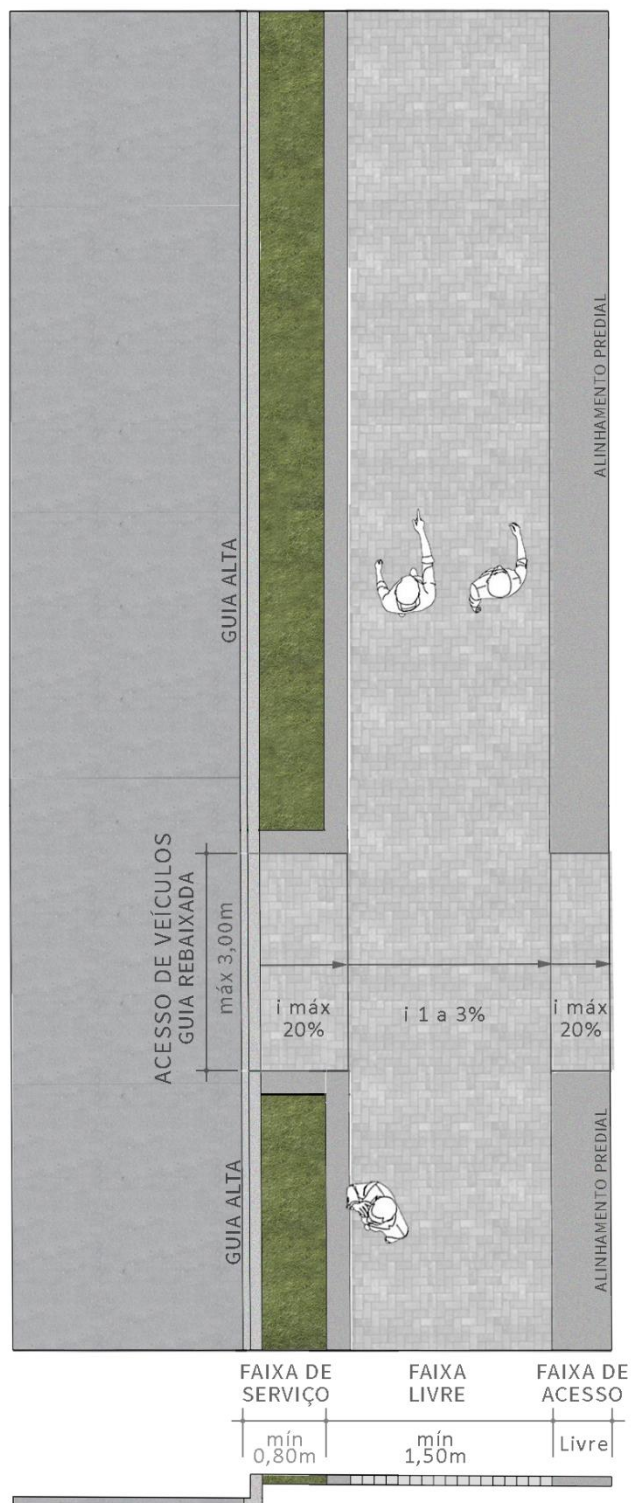 ALINHAMENTO PREDIAL
GUIA ALTA
ACESSO DE VEÍCULOS
GUIA REBAIXADA
máx 3,00m
i máx
20%
i 1 a 3%
i máx
20%
GUIA ALTA
ALINHAMENTO PREDIAL
FAIXA DE
SERVIÇO
FAIXA
LIVRE
FAIXA DE
ACESSO
mín
0,80m
mín
1,50m
Livre